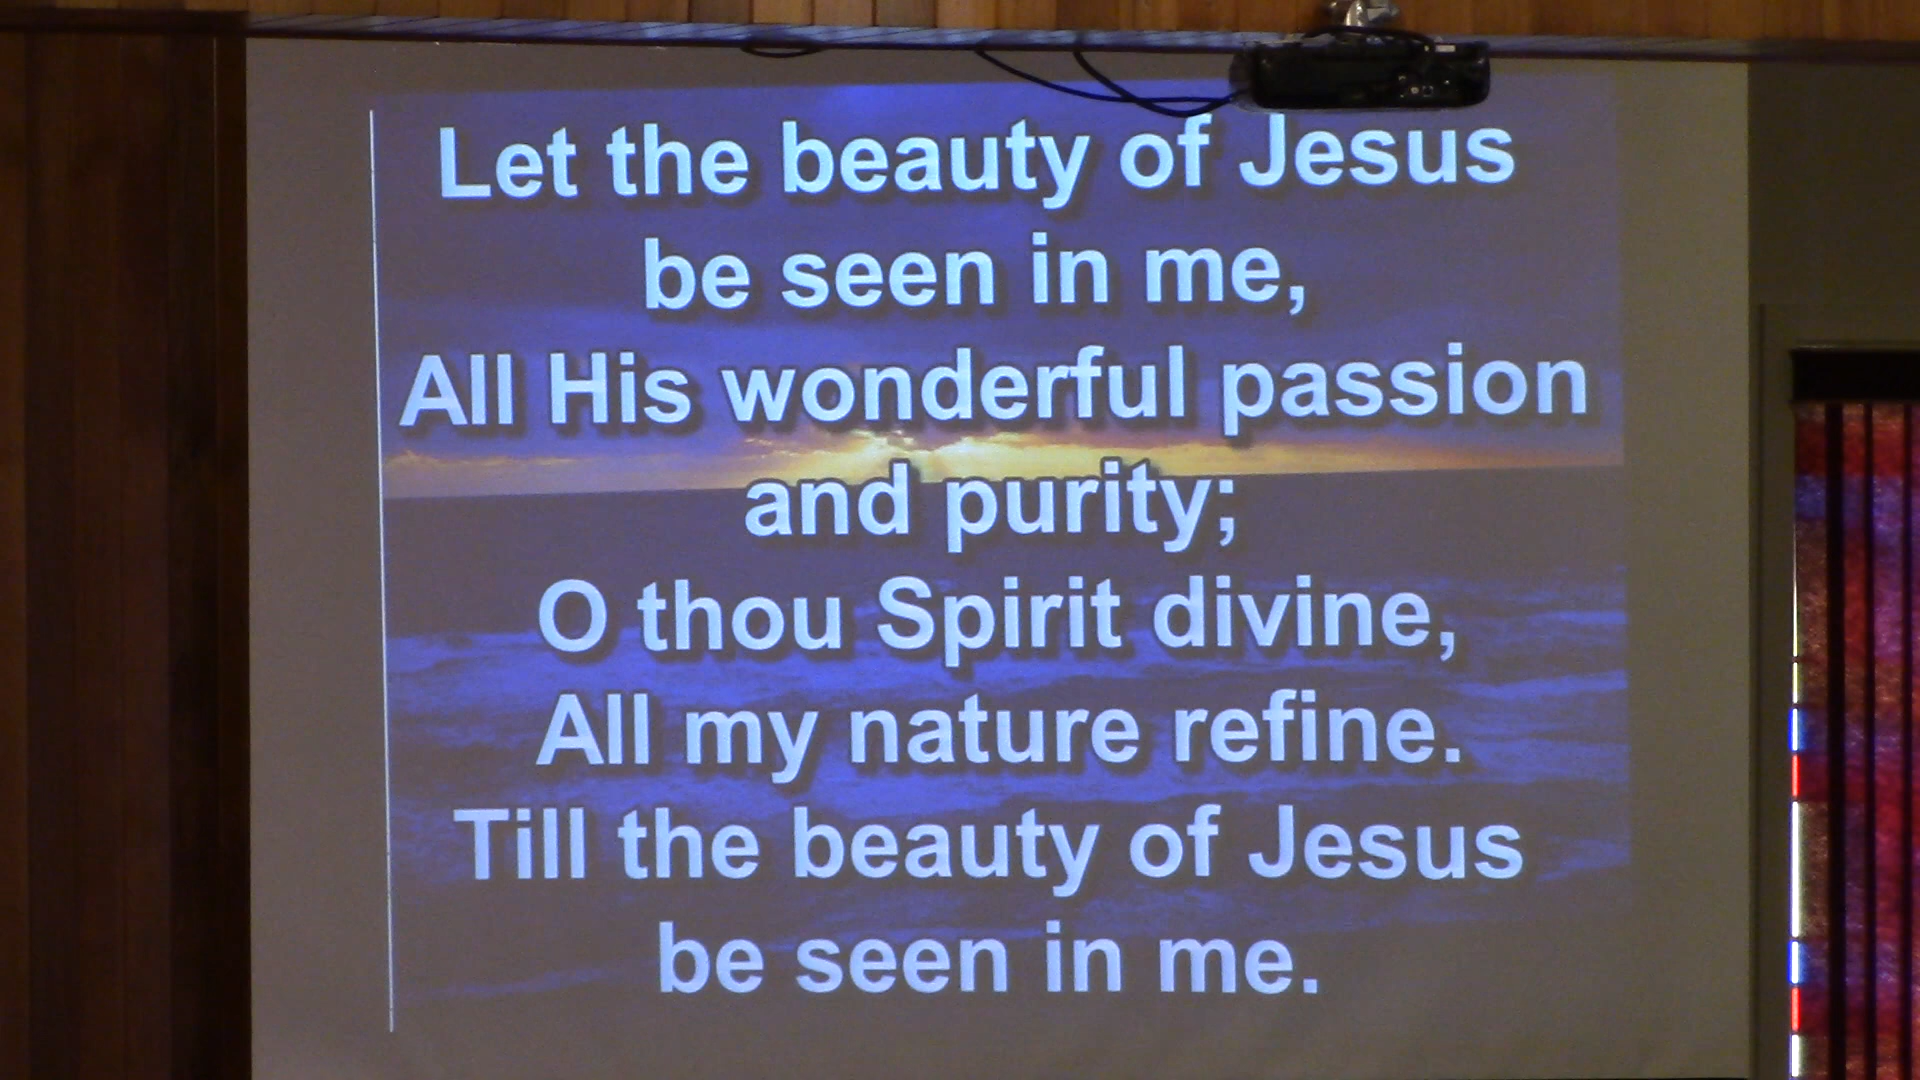 Let the beauty of Jesus
be seen in me,
All His wonderful passion
and purity;
O thou Spirit divine,
All my nature refine.
Till the beauty of Jesus
be seen in me.